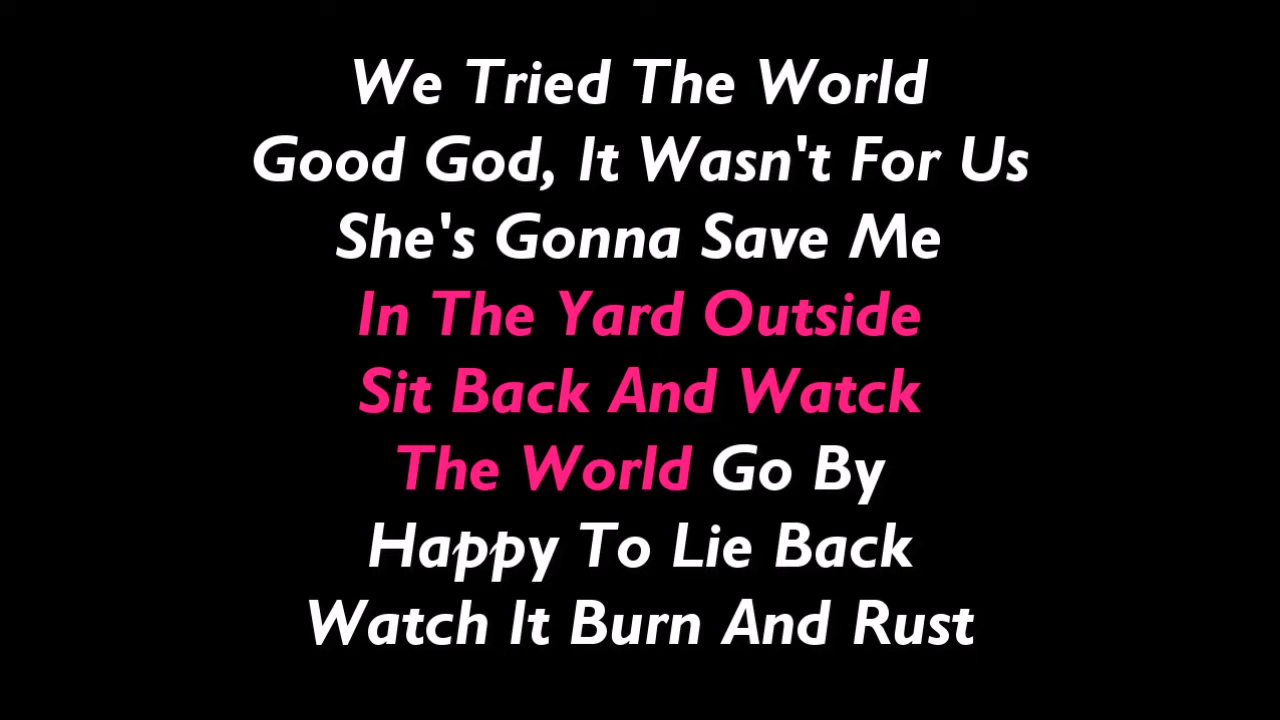 We Tried The World
Good God, It Wasn't For Us
She's Gonna Save Me
In The Yard Outside
Sit Back And Watck
The World Go By
Happy To Lie Back
Watch It Burn And Rust